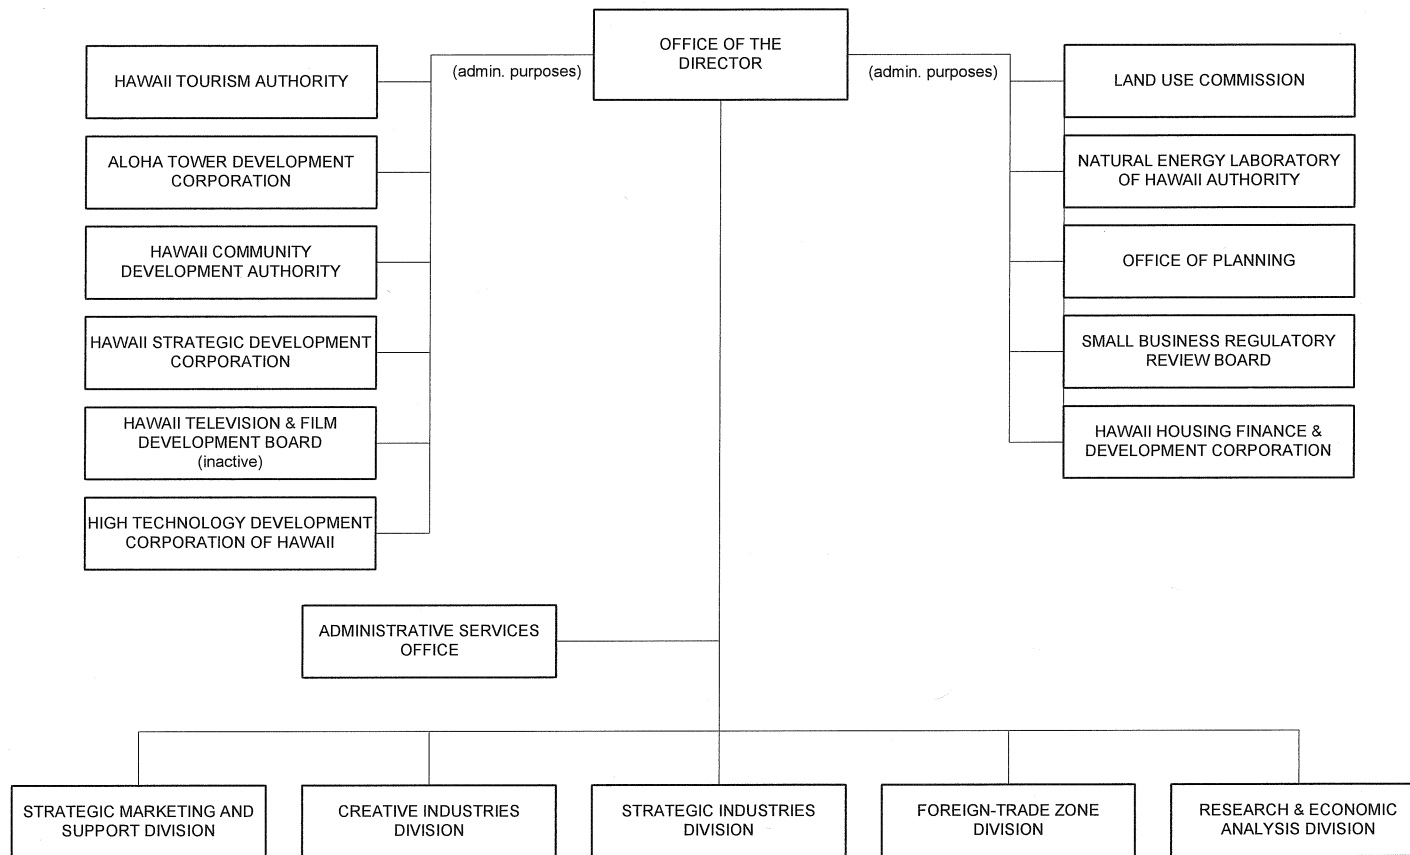 OFFICE OF THE
DIRECTOR
(admin. purposes)
(admin. purposes)
HAWAII TOURISM AUTHORITY
ALOHA TOWER DEVELOPMENT
CORPORATION
HAWAII COMMUNITY
DEVELOPMENT AUTHORITY
HAWAII STRATEGIC DEVELOPMENT
CORPORATION
HAWAII TELEVISION & FILM
DEVELOPMENT BOARD
(inactive)
HIGH TECHNOLOGY DEVELOPMENT
CORPORATION OF HAWAII
LAND USE COMMISSION
NATURAL ENERGY LABORATORY
OF HAWAII AUTHORITY
OFFICE OF PLANNING
SMALL BUSINESS REGULATORY
REVIEW BOARD
HAWAII HOUSING FINANCE &
DEVELOPMENT CORPORATION
ADMINISTRATIVE SERVICES
OFFICE
STRATEGIC MARKETING AND
SUPPORT DIVISION
CREATIVE INDUSTRIES
DIVISION
STRATEGIC INDUSTRIES
DIVISION
FOREIGN-TRADE ZONE
DIVISION
RESEARCH & ECONOMIC
ANALYSIS DIVISION